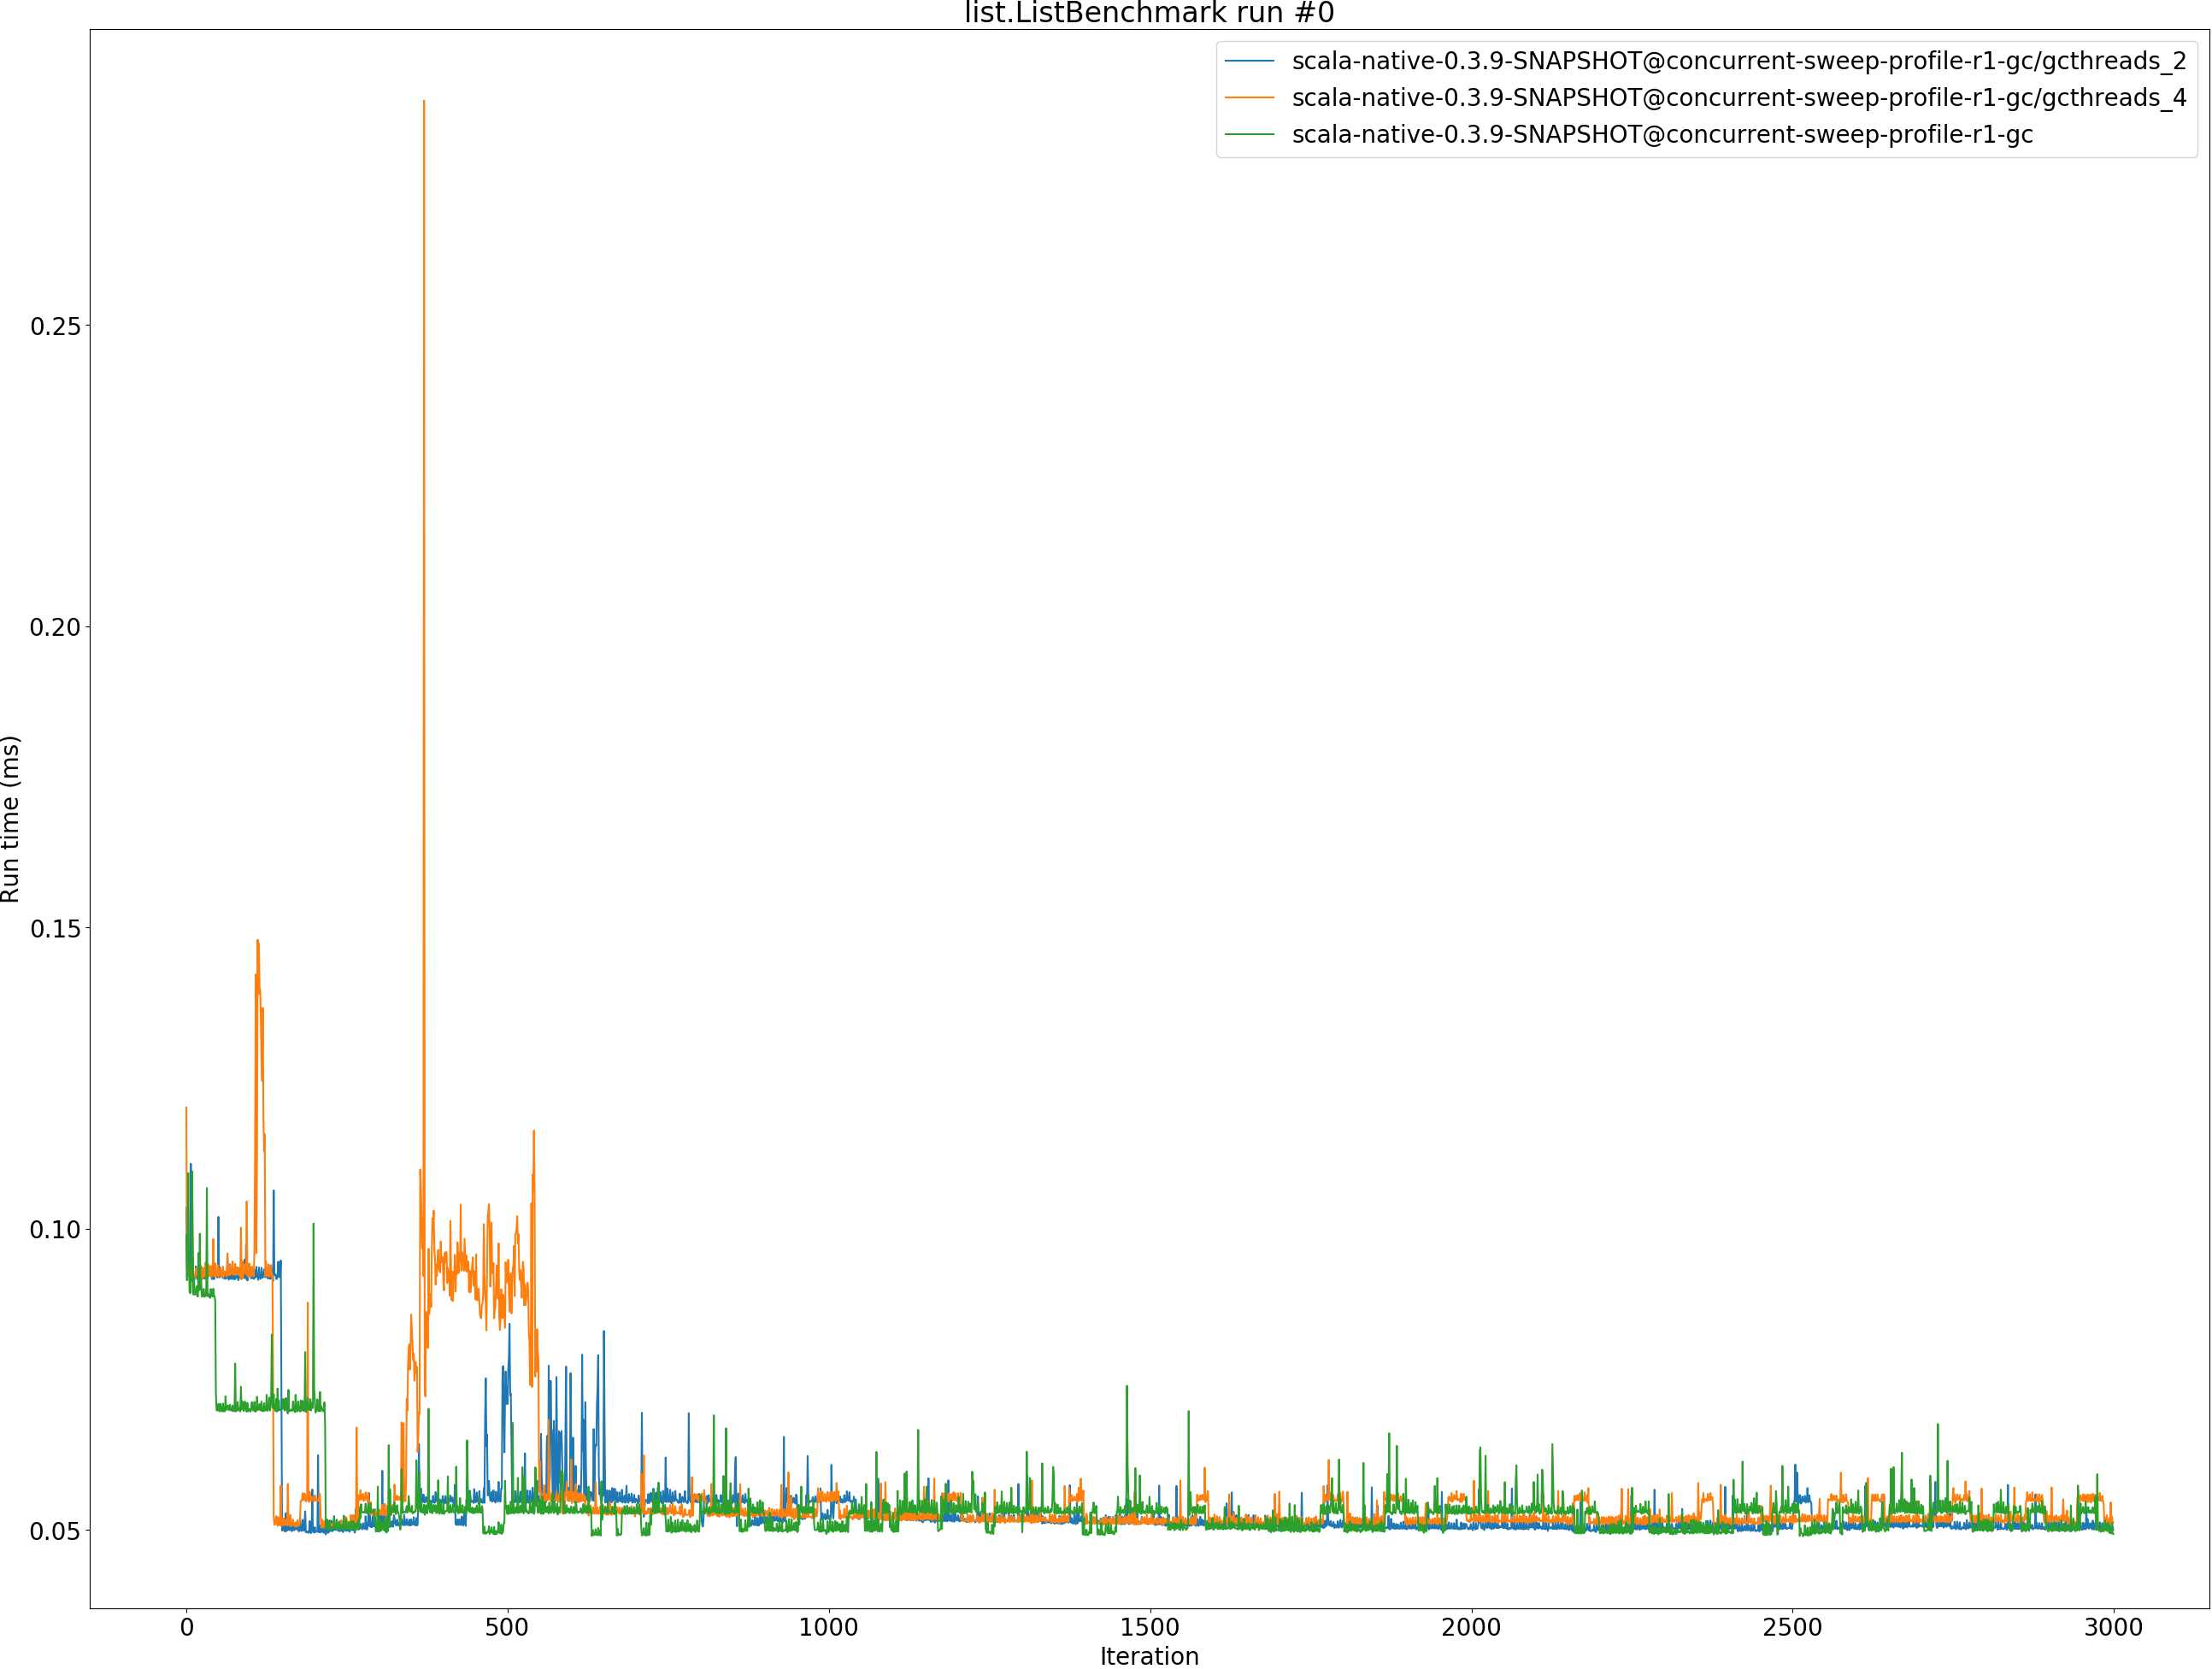 list.ListBenchmark run #0
scala-native-0.3.9-SNAPSHOT@concurrent-sweep-profile-r1-gc/gcthreads_2
scala-native-0.3.9-SNAPSHOT@concurrent-sweep-profile-r1-gc/gcthreads_4
scala-native-0.3.9-SNAPSHOT@concurrent-sweep-profile-r1-gc
Run time (ms)
0.25
0.20
0.15
0.10
0.05
0 500 1000 1500 2000 2500 3000
Iteration